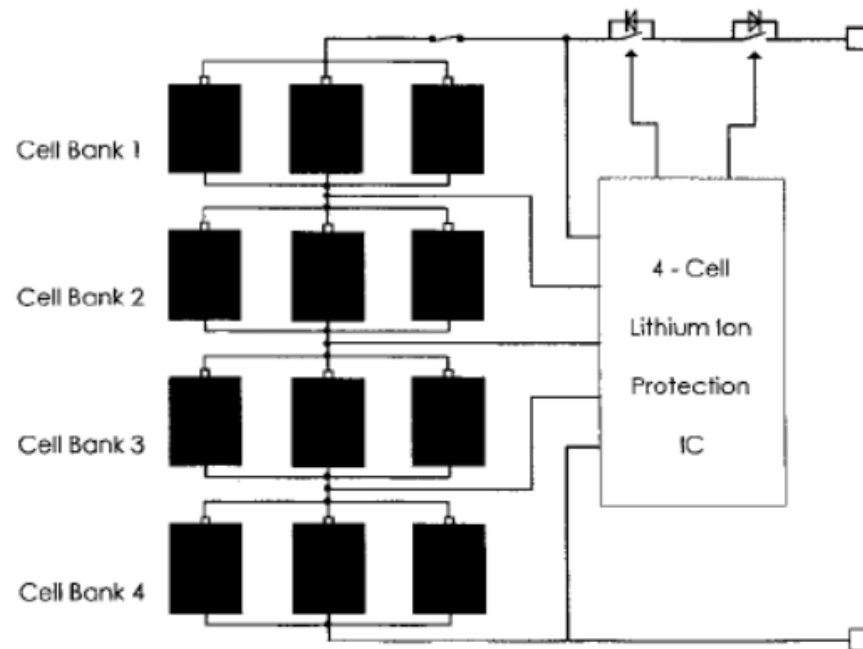 Cell Bank 1
Cell Bank 2
Cell Bank 3
Cell Bank 4
4 - Cell
Lithium Ion
Protection
IC